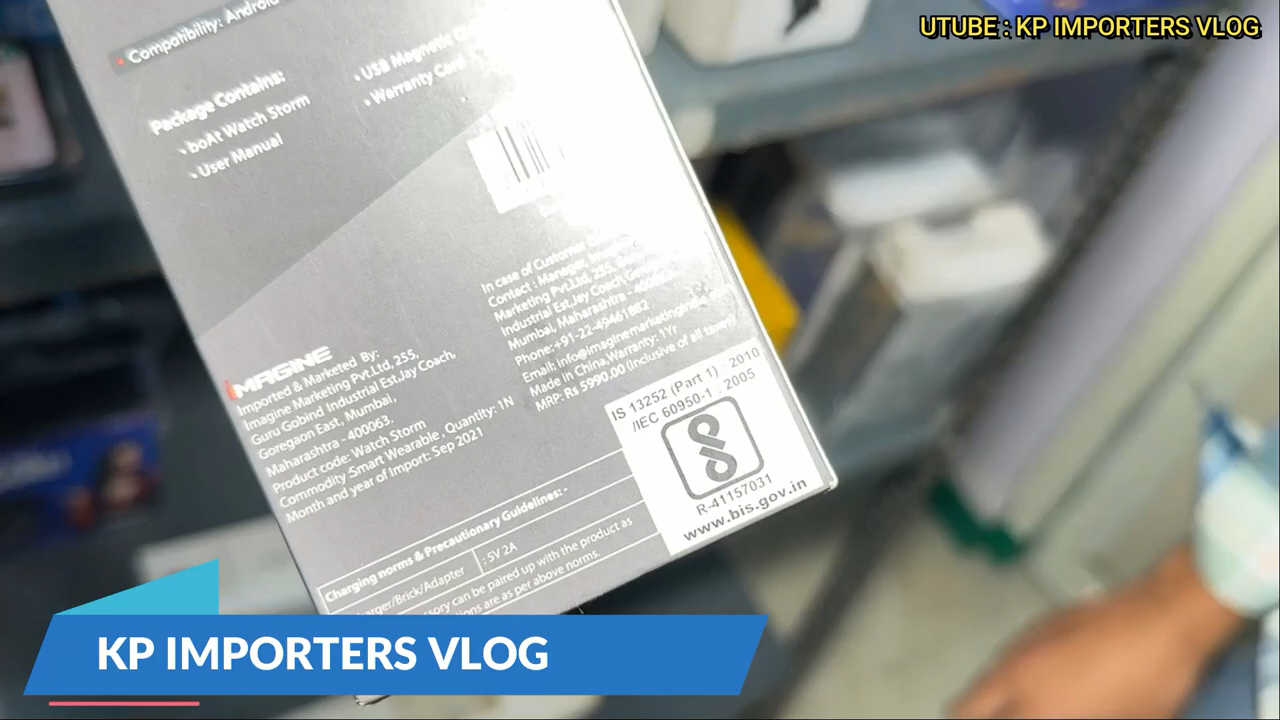 UTUBE : KP IMPORTERS VLOG
Compatibility: Android
Package Contains:
boAt Watch Storm
User Manual
USB Magnetic
Warranty Card
In case of Customer
Contact : Manager,
Marketing Pvt.Ltd, 255,
Industrial Est.Jay Coach
Mumbai, Maharashtra -
Phone:+91-22-49461882
Email: info@imaginemarketing
Made in China,Warranty: 1Yr
MRP: Rs 5990.00 (Inclusive of all taxes)
iMAGINE
Imported & Marketed By:
Imagine Marketing Pvt.Ltd, 255,
Guru Gobind Industrial Est.Jay Coach,
Goregaon East, Mumbai,
Maharashtra - 400063.
Product code: Watch Storm
Commodity :Smart Wearable , Quantity: 1N
Month and year of Import: Sep 2021
IS 13252 (Part 1) : 2010
/IEC 60950-1 : 2005
R-41157031
www.bis.gov.in
Charging norms & Precautionary Guidelines:-
/Brick/Adapter : 5V 2A
can be paired up with the product as
are as per above norms.
KP IMPORTERS VLOG